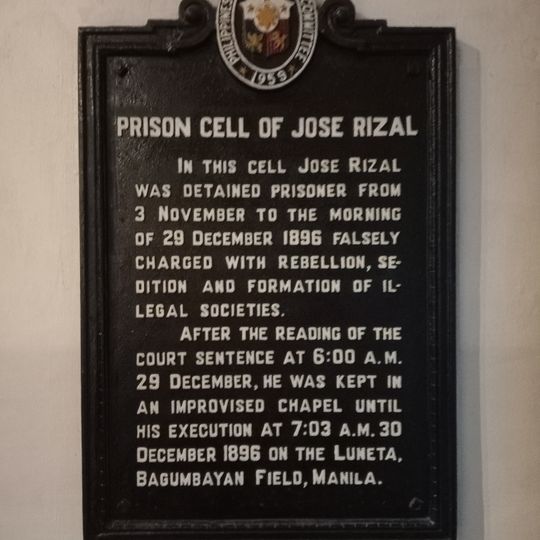 PHILIPPINES COMMITTEE
1959
PRISON CELL OF JOSE RIZAL
IN THIS CELL JOSE RIZAL
WAS DETAINED PRISONER FROM
3 NOVEMBER TO THE MORNING
OF 29 DECEMBER 1896 FALSELY
CHARGED WITH REBELLION, SE-
DITION AND FORMATION OF IL-
LEGAL SOCIETIES.
AFTER THE READING OF THE
COURT SENTENCE AT 6:00 A.M.
29 DECEMBER, HE WAS KEPT IN
AN IMPROVISED CHAPEL UNTIL
HIS EXECUTION AT 7:03 A.M. 30
DECEMBER 1896 ON THE LUNETA,
BAGUMBAYAN FIELD, MANILA.